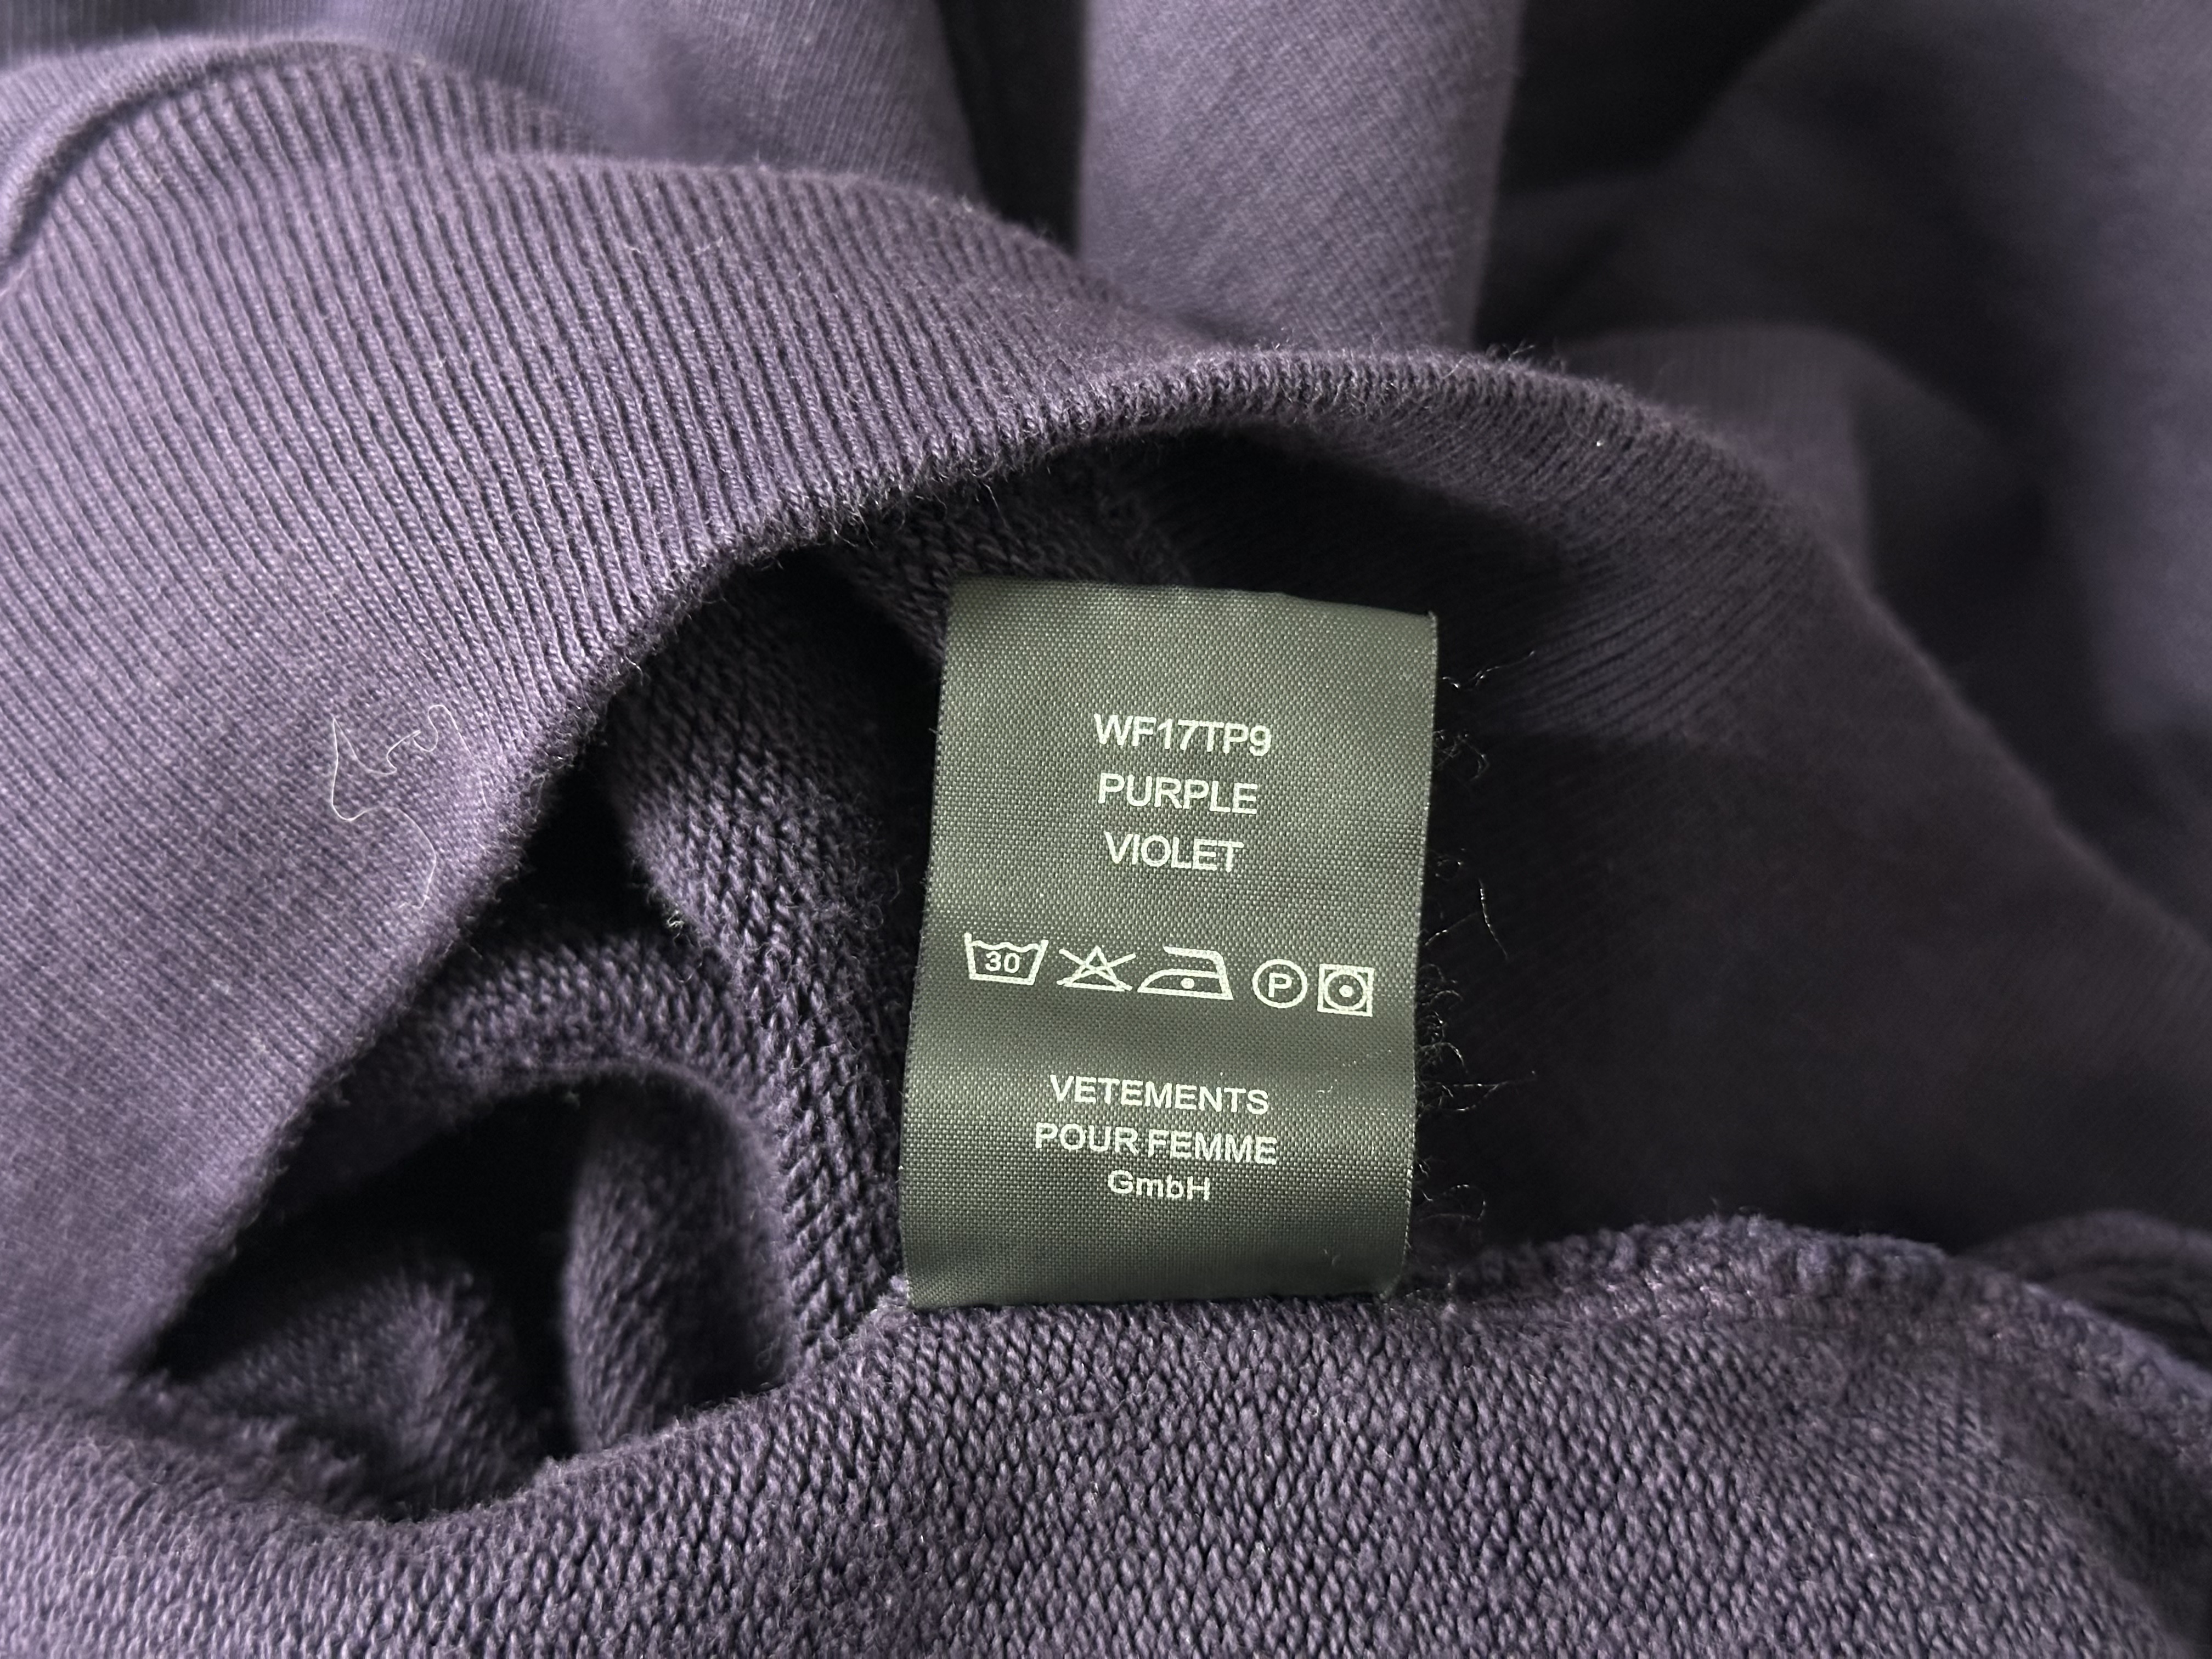 WF17TP9
PURPLE
VIOLET
30 P
VETEMENTS
POUR FEMME
GmbH